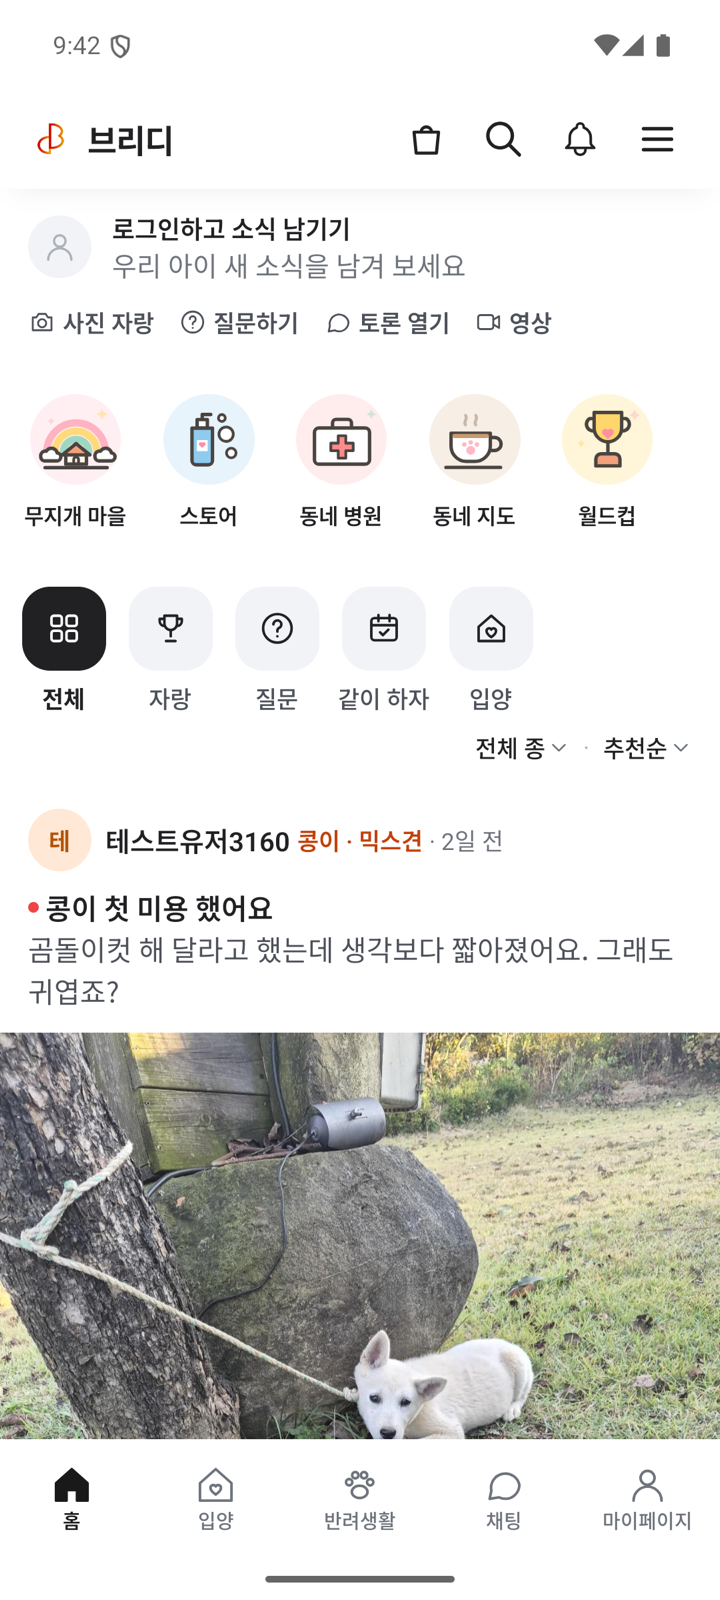 9:42
브리디
로그인하고 소식 남기기
우리 아이 새 소식을 남겨 보세요
사진 자랑 질문하기 토론 열기 영상
무지개 마을 스토어 동네 병원 동네 지도 월드컵
전체 자랑 질문 같이 하자 입양
전체 종 · 추천순
테 테스트유저3160 콩이 · 믹스견 · 2일 전
콩이 첫 미용 했어요
곰돌이컷 해 달라고 했는데 생각보다 짧아졌어요. 그래도
귀엽죠?
홈 입양 반려생활 채팅 마이페이지